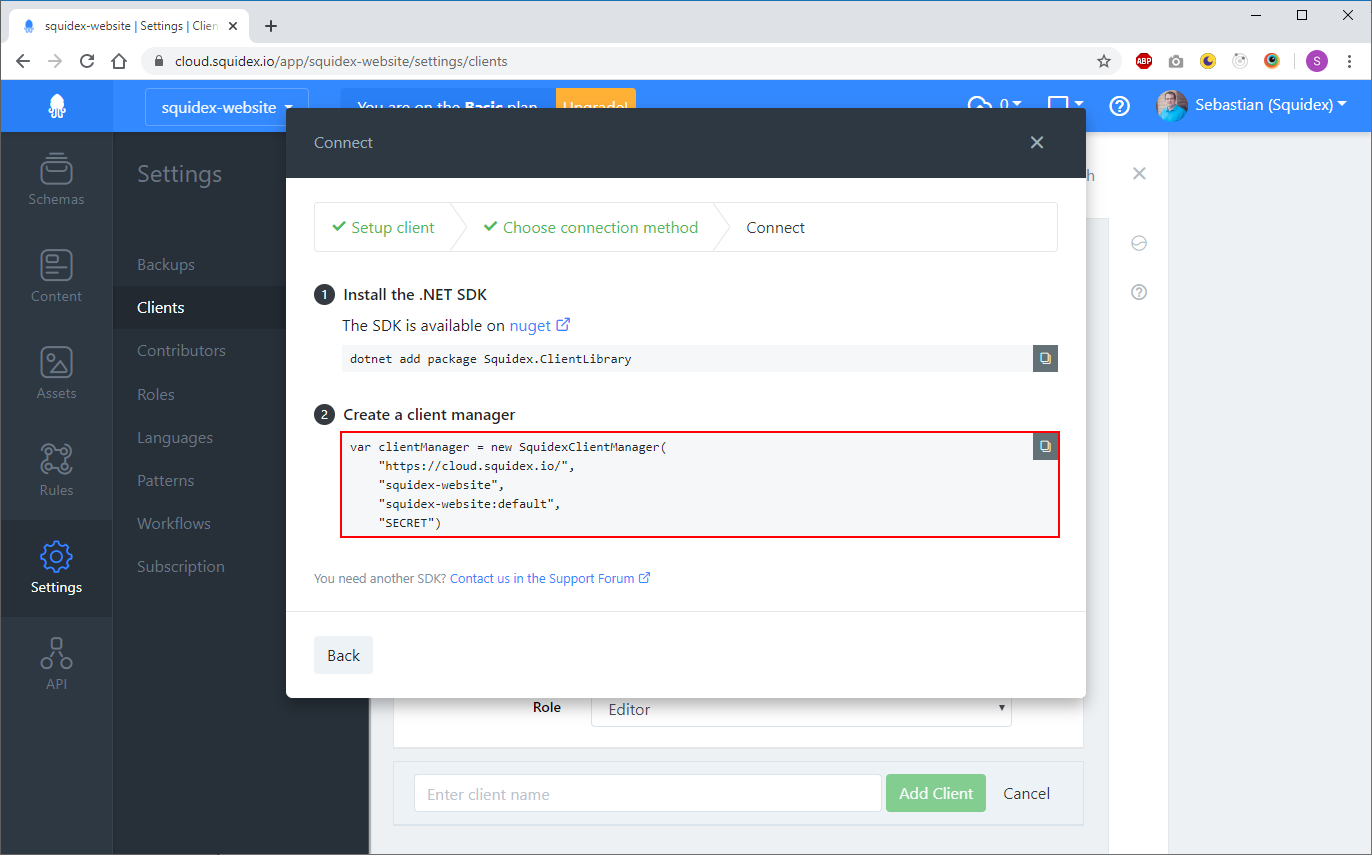 squidex-website | Settings | Clien
cloud.squidex.io/app/squidex-website/settings/clients
ABP
S
squidex-website
You are on the Basic plan
Upgrade!
0
Sebastian (Squidex)
Schemas
Content
Assets
Rules
Settings
API
Settings
Backups
Clients
Contributors
Roles
Languages
Patterns
Workflows
Subscription
h
Connect
Setup client
Choose connection method
Connect
1 Install the .NET SDK
The SDK is available on nuget
dotnet add package Squidex.ClientLibrary
2 Create a client manager
var clientManager = new SquidexClientManager(
"https://cloud.squidex.io/",
"squidex-website",
"squidex-website:default",
"SECRET")
You need another SDK? Contact us in the Support Forum
Back
Role
Editor
Enter client name
Add Client
Cancel